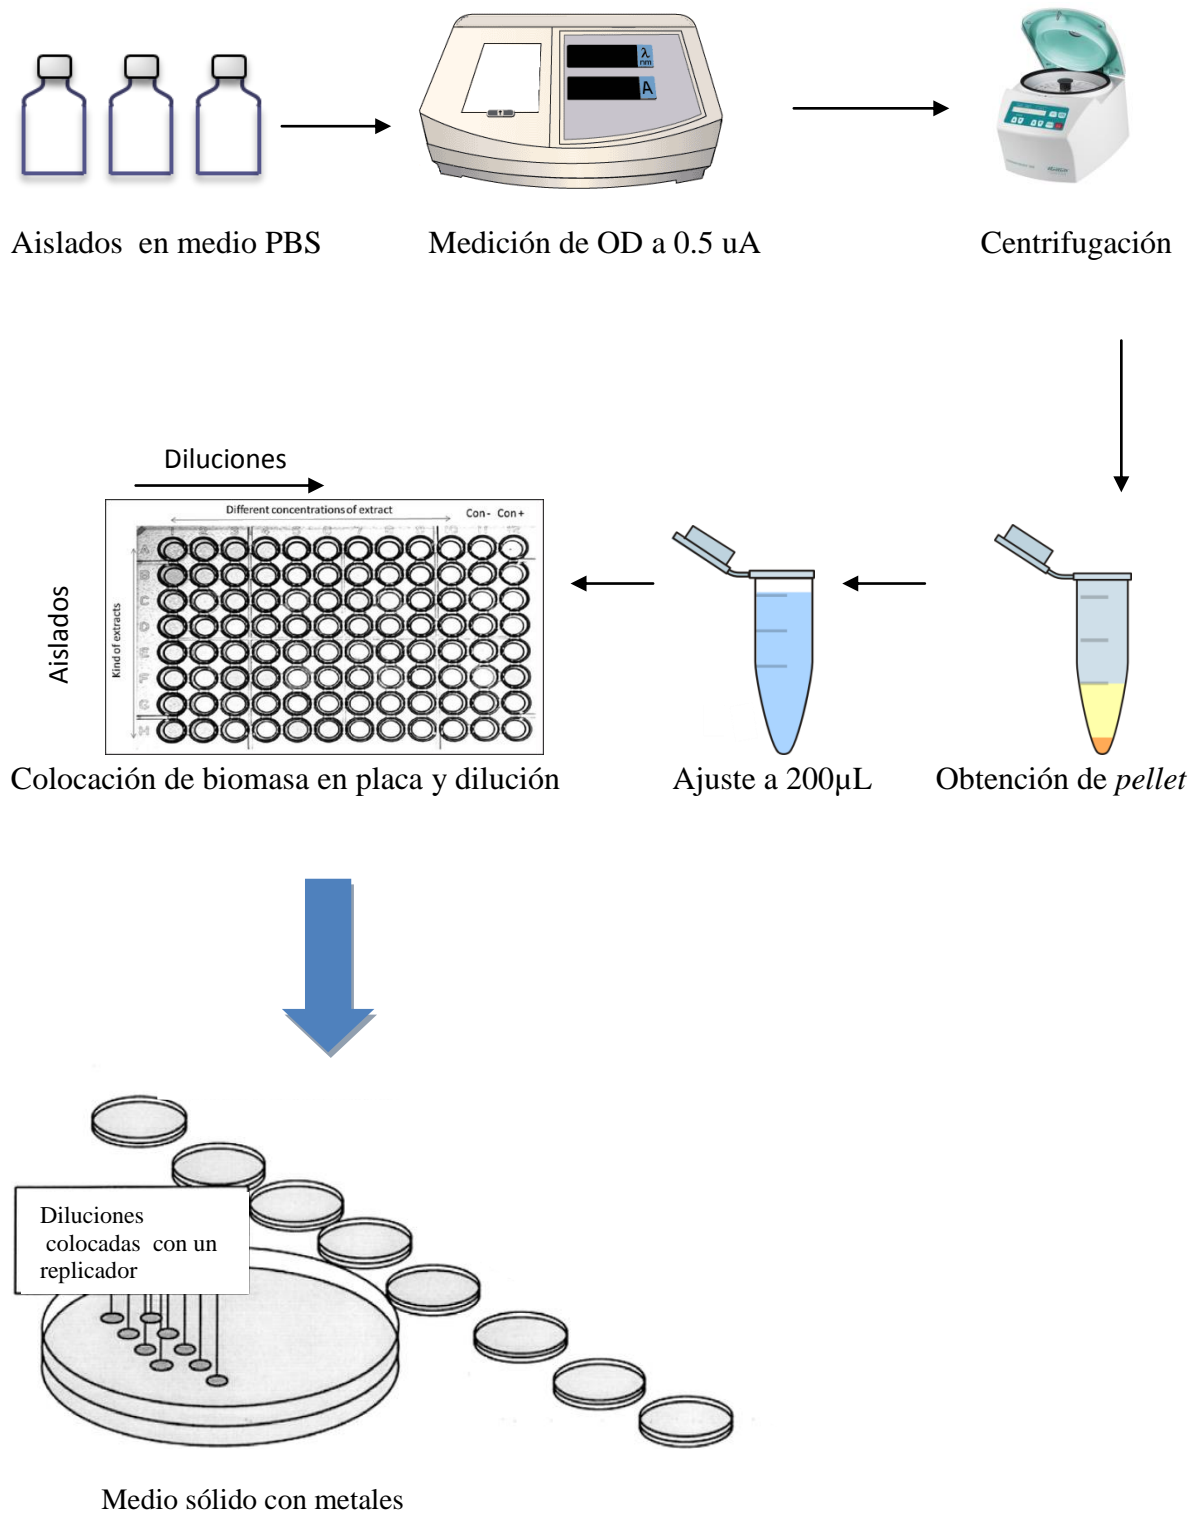 λ
nm
A
Aislados en medio PBS
Medición de OD a 0.5 uA
Centrifugación
Diluciones
Different concentrations of extract
Con - Con +
Aislados
Kind of extracts
A
B
C
D
E
F
G
H
Colocación de biomasa en placa y dilución
Ajuste a 200µL
Obtención de pellet
Diluciones
colocadas con un
replicador
Medio sólido con metales